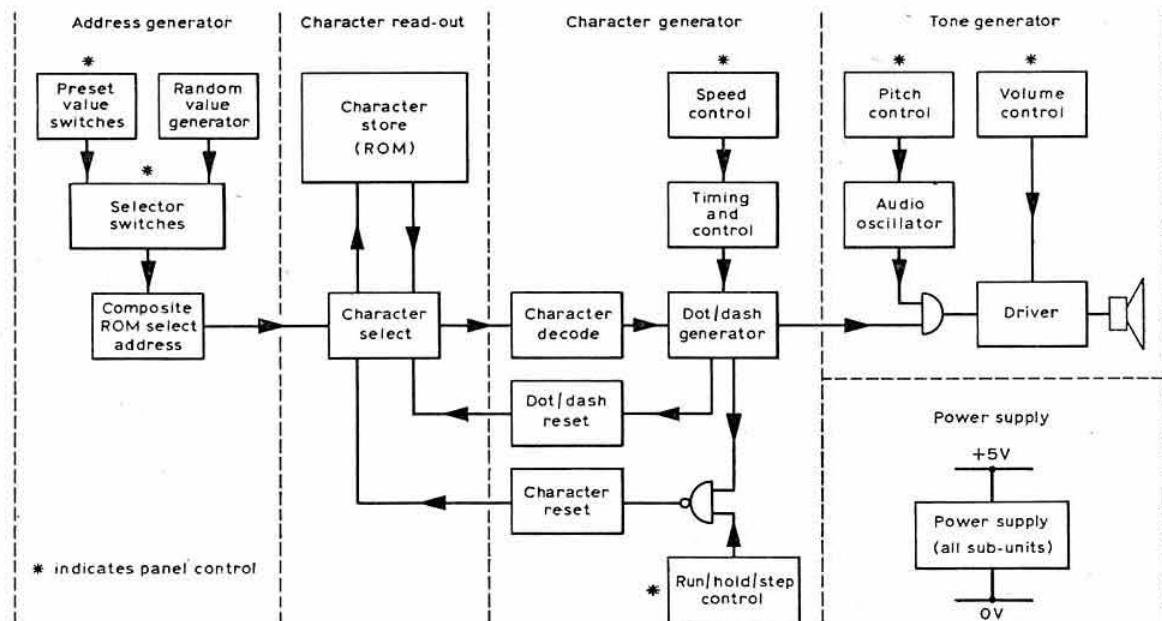 Address generator
Character read-out
Character generator
Tone generator
*
Preset
value
switches
Random
value
generator
*
Selector
switches
Composite
ROM select
address
* indicates panel control
Character
store
(ROM)
Character
select
*
Speed
control
Timing
and
control
Character
decode
Dot/dash
generator
Dot/dash
reset
Character
reset
*
Run/hold/step
control
*
Pitch
control
*
Volume
control
Audio
oscillator
Driver
Power supply
+5V
Power supply
(all sub-units)
0V